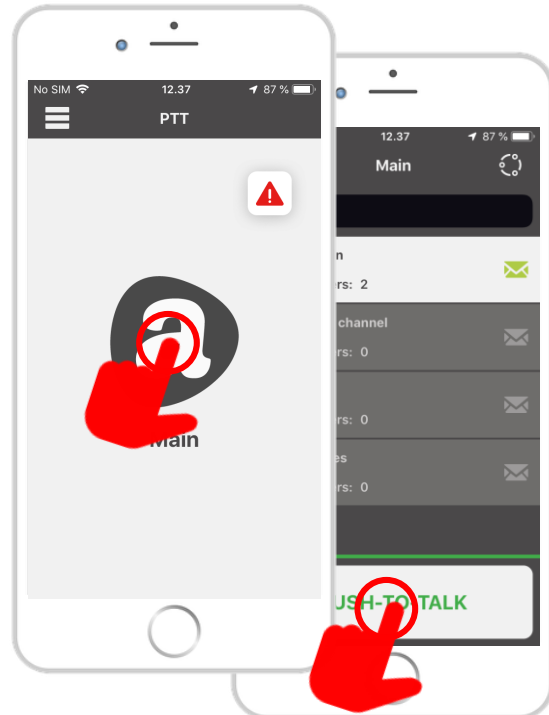 No SIM 12.37 87 %
PTT
a
Main
12.37 87 %
Main
n
rs: 2
channel
rs: 0
rs: 0
es
rs: 0
USH-TO-TALK